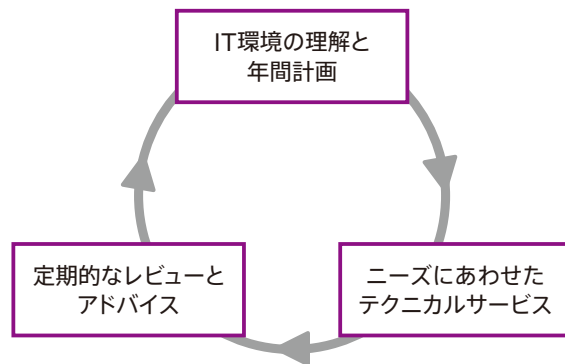 IT環境の理解と
年間計画
ニーズにあわせた
テクニカルサービス
定期的なレビューと
アドバイス